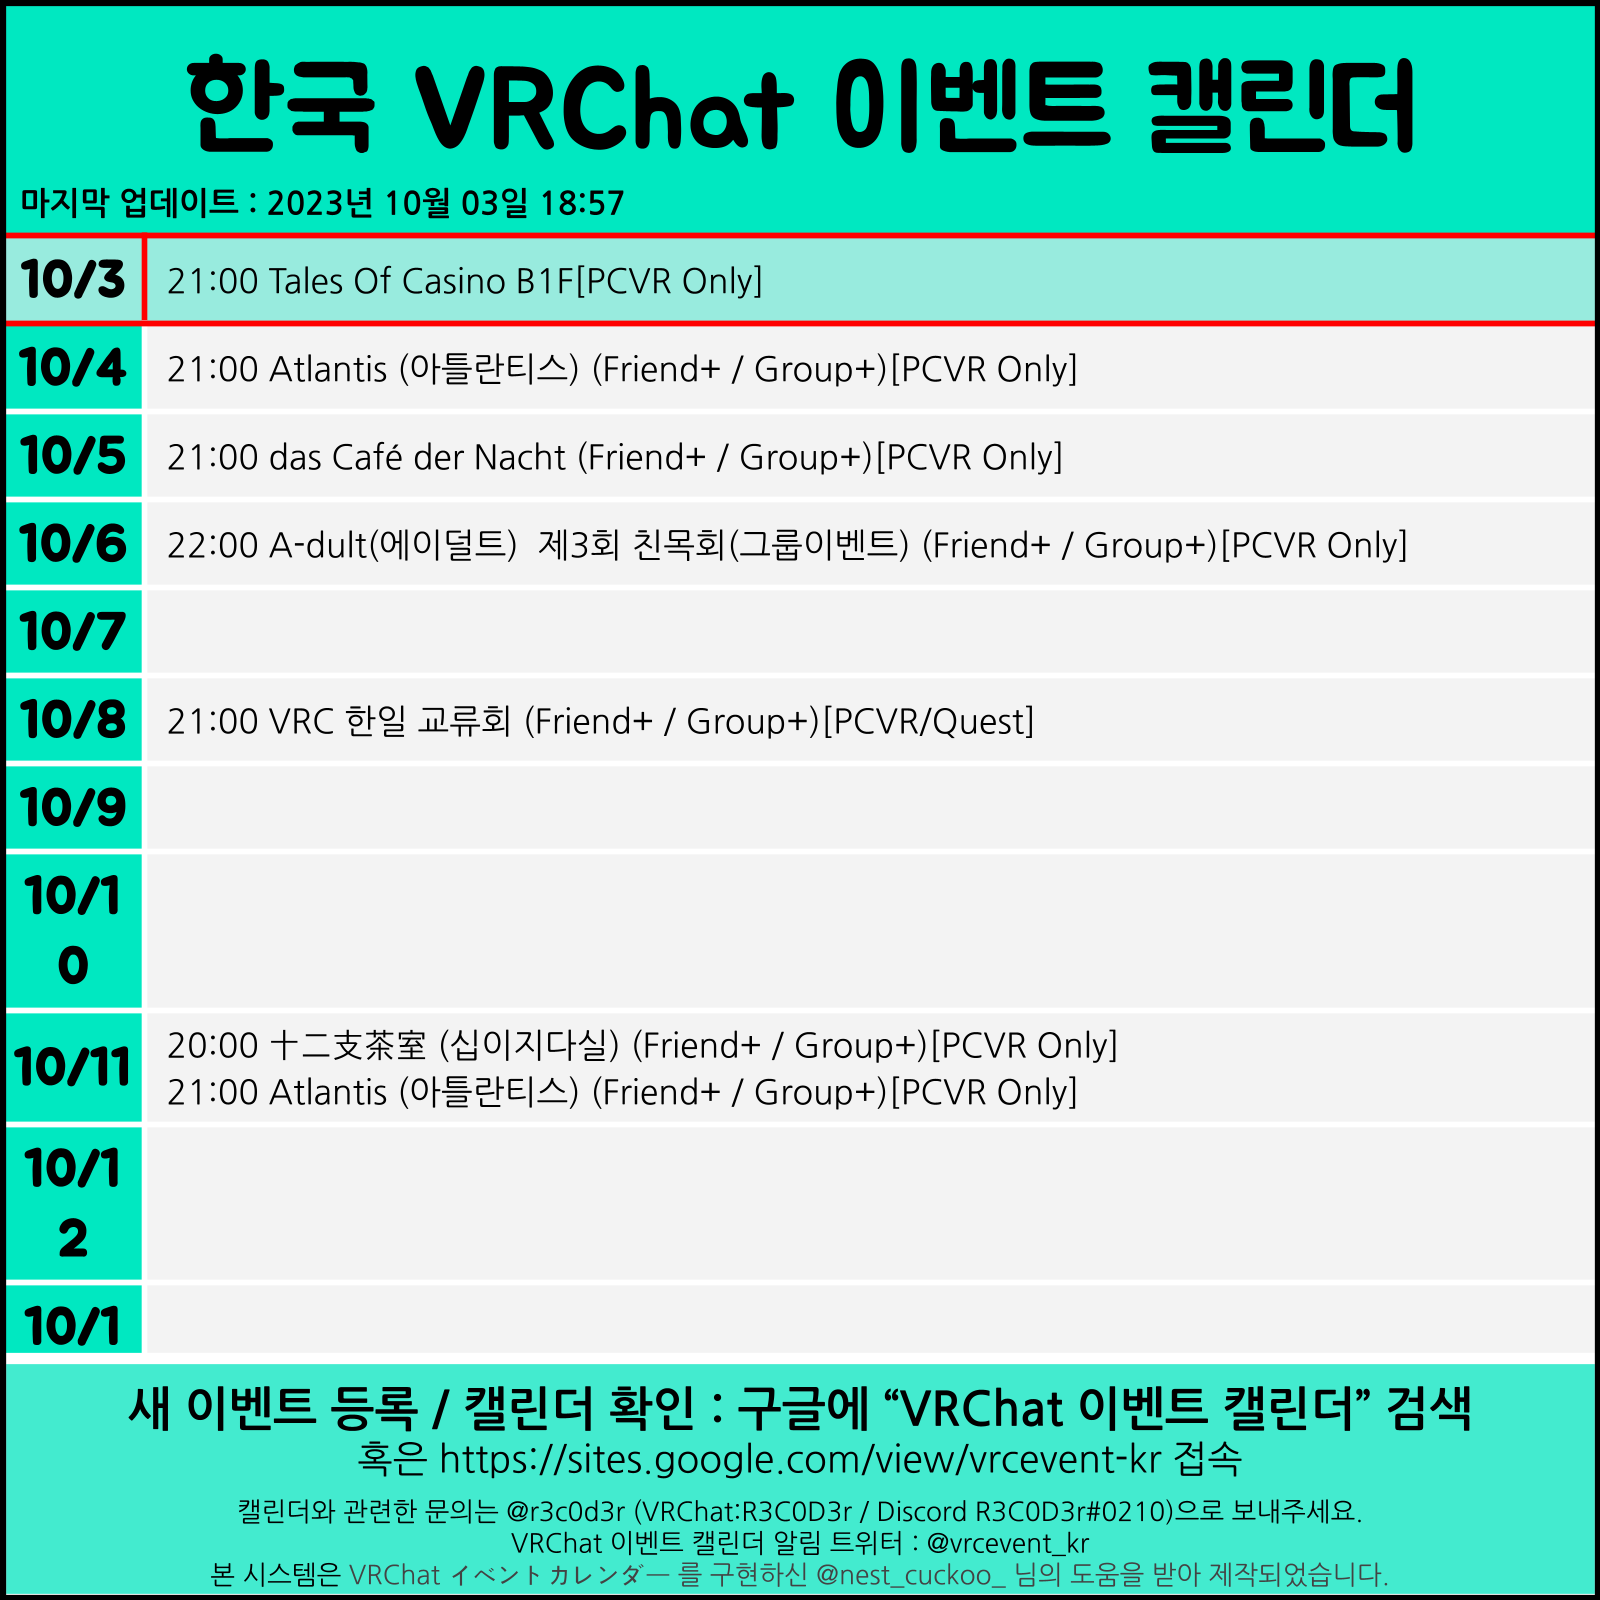 한국 VRChat 이벤트 캘린더
마지막 업데이트 : 2023년 10월 03일 18:57
10/3
21:00 Tales Of Casino B1F[PCVR Only]
10/4
21:00 Atlantis (아틀란티스) (Friend+ / Group+)[PCVR Only]
10/5
21:00 das Café der Nacht (Friend+ / Group+)[PCVR Only]
10/6
22:00 A-dult(에이덜트)  제3회 친목회(그룹이벤트) (Friend+ / Group+)[PCVR Only]
10/7
10/8
21:00 VRC 한일 교류회 (Friend+ / Group+)[PCVR/Quest]
10/9
10/1
0
10/11
20:00 十二支茶室 (십이지다실) (Friend+ / Group+)[PCVR Only]
21:00 Atlantis (아틀란티스) (Friend+ / Group+)[PCVR Only]
10/1
2
10/1
새 이벤트 등록 / 캘린더 확인 : 구글에 “VRChat 이벤트 캘린더” 검색
혹은 https://sites.google.com/view/vrcevent-kr 접속
캘린더와 관련한 문의는 @r3c0d3r (VRChat:R3C0D3r / Discord R3C0D3r#0210)으로 보내주세요.
VRChat 이벤트 캘린더 알림 트위터 : @vrcevent_kr
본 시스템은 VRChat イベントカレンダー 를 구현하신 @nest_cuckoo_ 님의 도움을 받아 제작되었습니다.